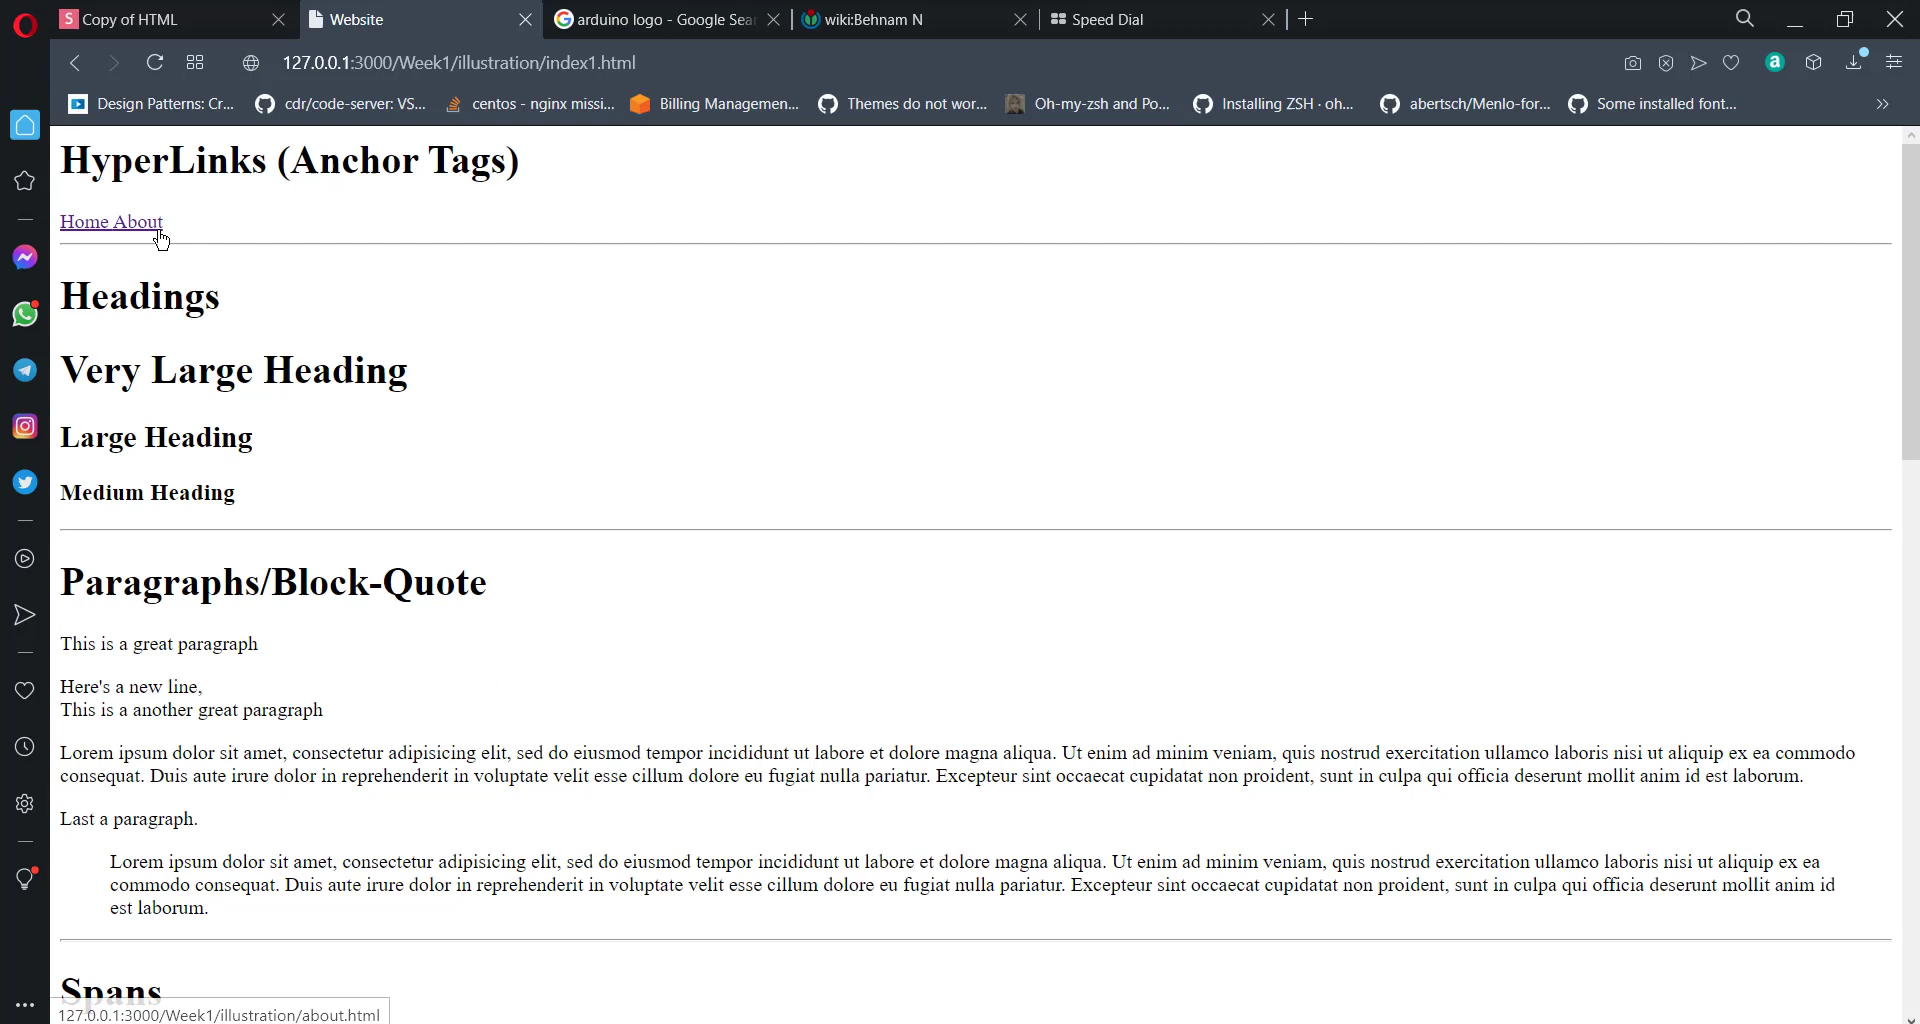 S Copy of HTML
Website
arduino logo - Google Sear
wiki:Behnam N
Speed Dial
127.0.0.1:3000/Week1/illustration/index1.html
a
Design Patterns: Cr...
cdr/code-server: VS...
centos - nginx missi...
Billing Managemen...
Themes do not wor...
Oh-my-zsh and Po...
Installing ZSH · oh...
abertsch/Menlo-for...
Some installed font...
HyperLinks (Anchor Tags)
Home About
Headings
Very Large Heading
Large Heading
Medium Heading
Paragraphs/Block-Quote
This is a great paragraph
Here's a new line,
This is a another great paragraph
Lorem ipsum dolor sit amet, consectetur adipisicing elit, sed do eiusmod tempor incididunt ut labore et dolore magna aliqua. Ut enim ad minim veniam, quis nostrud exercitation ullamco laboris nisi ut aliquip ex ea commodo
consequat. Duis aute irure dolor in reprehenderit in voluptate velit esse cillum dolore eu fugiat nulla pariatur. Excepteur sint occaecat cupidatat non proident, sunt in culpa qui officia deserunt mollit anim id est laborum.
Last a paragraph.
Lorem ipsum dolor sit amet, consectetur adipisicing elit, sed do eiusmod tempor incididunt ut labore et dolore magna aliqua. Ut enim ad minim veniam, quis nostrud exercitation ullamco laboris nisi ut aliquip ex ea
commodo consequat. Duis aute irure dolor in reprehenderit in voluptate velit esse cillum dolore eu fugiat nulla pariatur. Excepteur sint occaecat cupidatat non proident, sunt in culpa qui officia deserunt mollit anim id
est laborum.
Spans
127.0.0.1:3000/Week1/illustration/about.html